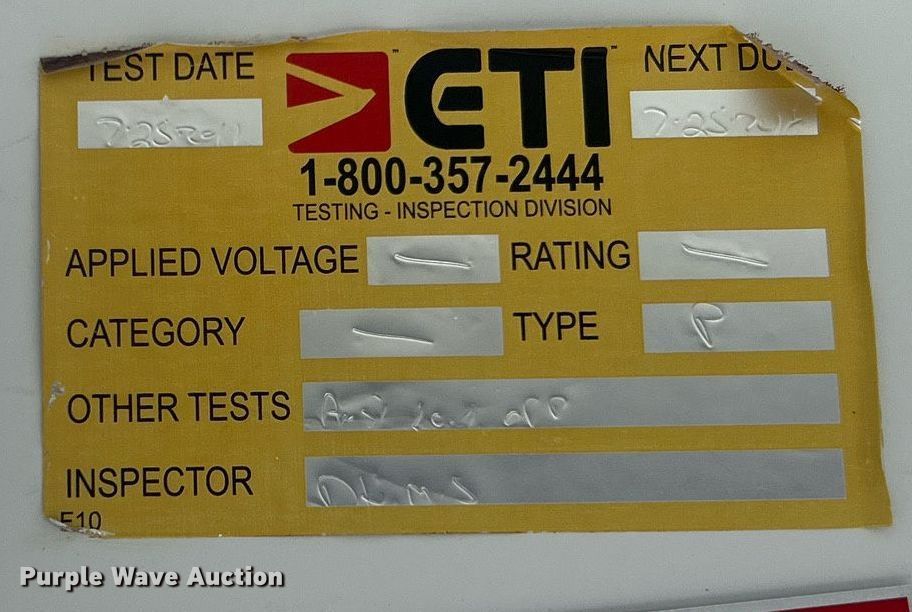 TEST DATE
ETI
NEXT DU
7-25-2011
7-25-2012
1-800-357-2444
TESTING - INSPECTION DIVISION
APPLIED VOLTAGE — RATING —
CATEGORY — TYPE P
OTHER TESTS
INSPECTOR
E10
Purple Wave Auction